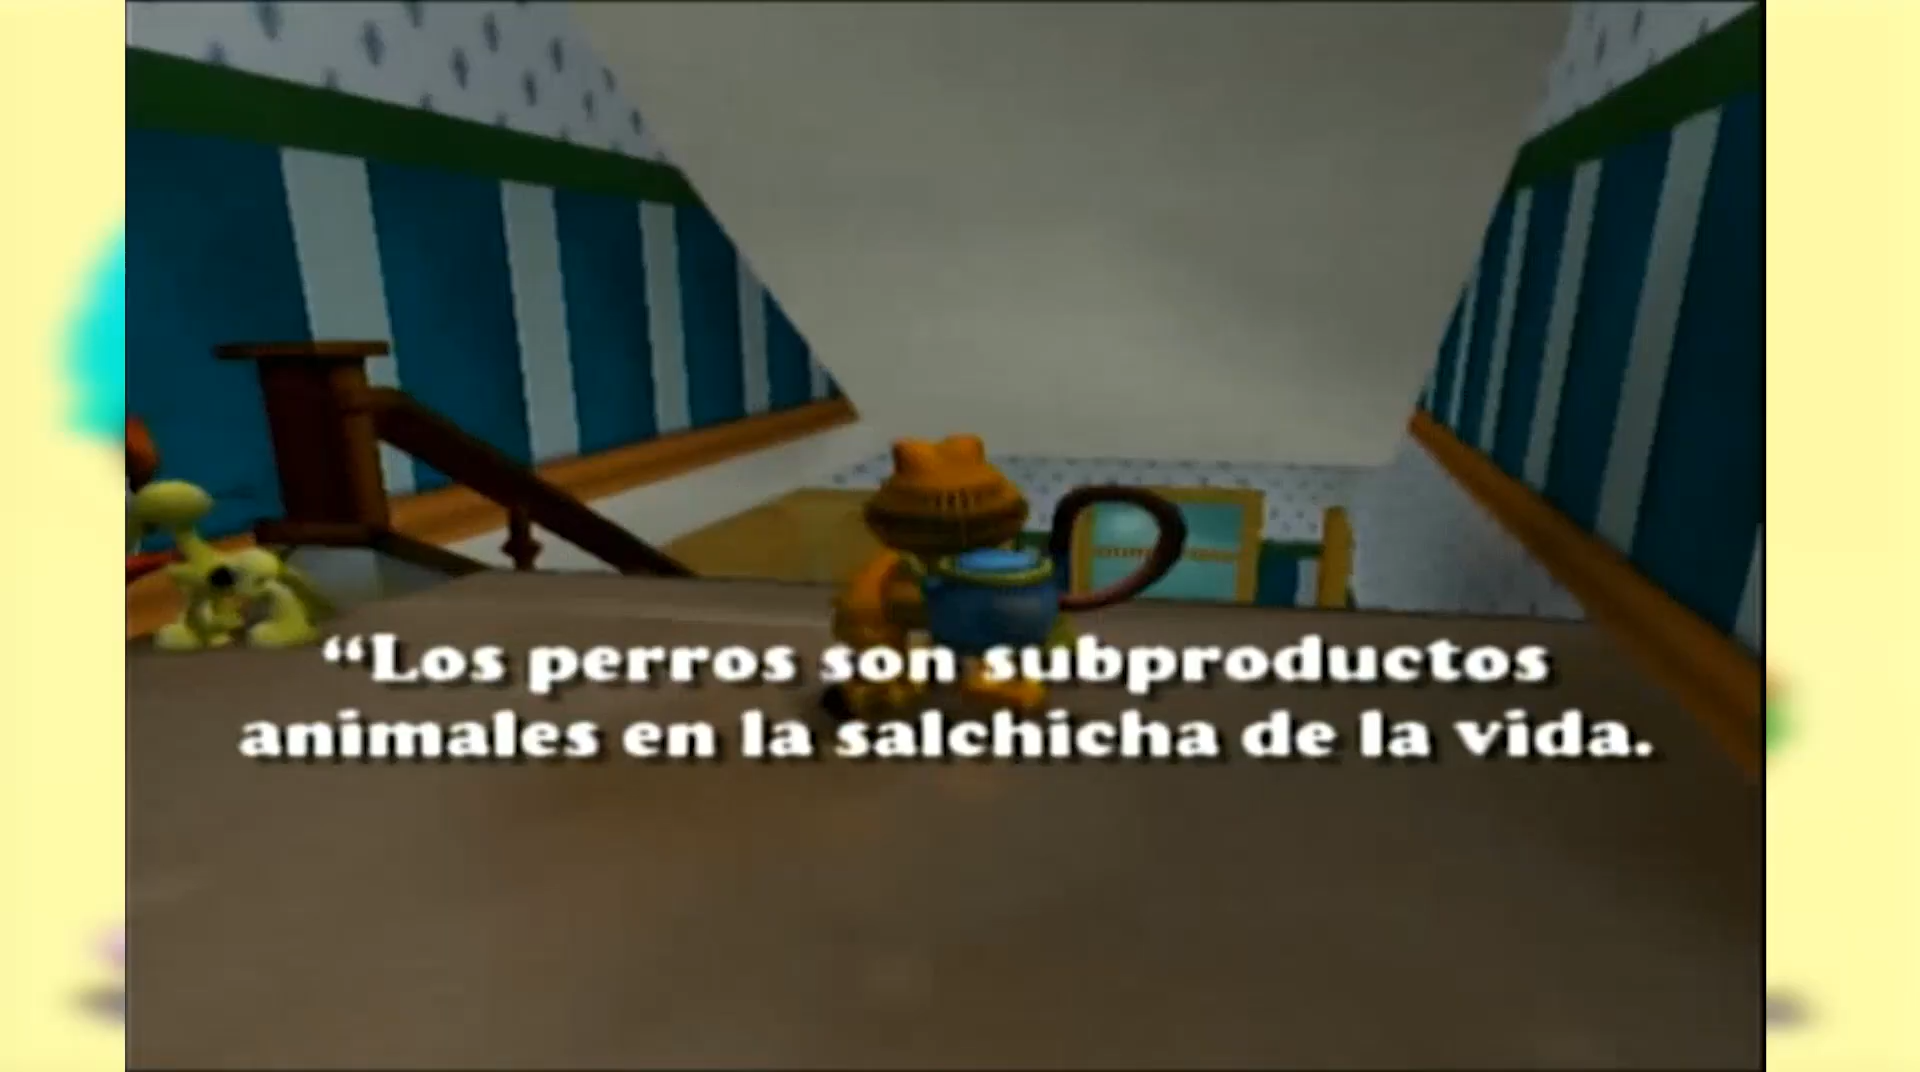 “Los perros son subproductos
animales en la salchicha de la vida.